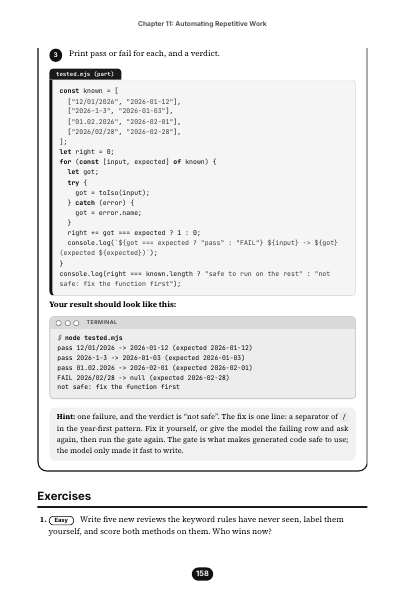 Chapter 11: Automating Repetitive Work
3 Print pass or fail for each, and a verdict.
tested.mjs (part)
const known = [
["12/01/2026", "2026-01-12"],
["2026-1-3", "2026-01-03"],
["01.02.2026", "2026-02-01"],
["2026/02/28", "2026-02-28"],
];
let right = 0;
for (const [input, expected] of known) {
let got;
try {
got = toIso(input);
} catch (error) {
got = error.name;
}
right += got === expected ? 1 : 0;
console.log(`${got === expected ? "pass" : "FAIL"} ${input} -> ${got}
(expected ${expected})`);
}
console.log(right === known.length ? "safe to run on the rest" : "not
safe: fix the function first");
Your result should look like this:
TERMINAL
$ node tested.mjs
pass 12/01/2026 -> 2026-01-12 (expected 2026-01-12)
pass 2026-1-3 -> 2026-01-03 (expected 2026-01-03)
pass 01.02.2026 -> 2026-02-01 (expected 2026-02-01)
FAIL 2026/02/28 -> null (expected 2026-02-28)
not safe: fix the function first
Hint: one failure, and the verdict is “not safe”. The fix is one line: a separator of /
in the year-first pattern. Fix it yourself, or give the model the failing row and ask
again, then run the gate again. The gate is what makes generated code safe to use;
the model only made it fast to write.
Exercises
1. Easy Write five new reviews the keyword rules have never seen, label them
yourself, and score both methods on them. Who wins now?
158